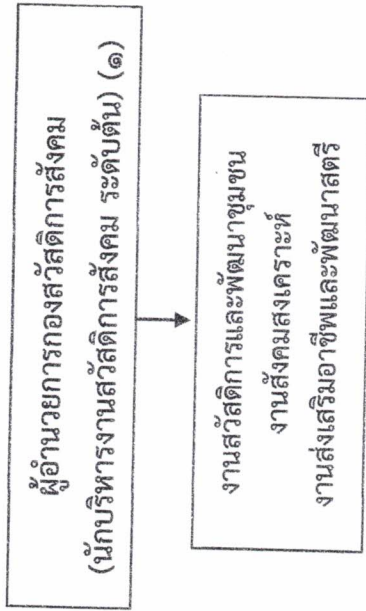 ผู้อำนวยการกองสวัสดิการสังคม
(นักบริหารงานสวัสดิการสังคม ระดับต้น) (๑)
งานสวัสดิการและพัฒนาชุมชน
งานสังคมสงเคราะห์
งานส่งเสริมอาชีพและพัฒนาสตรี